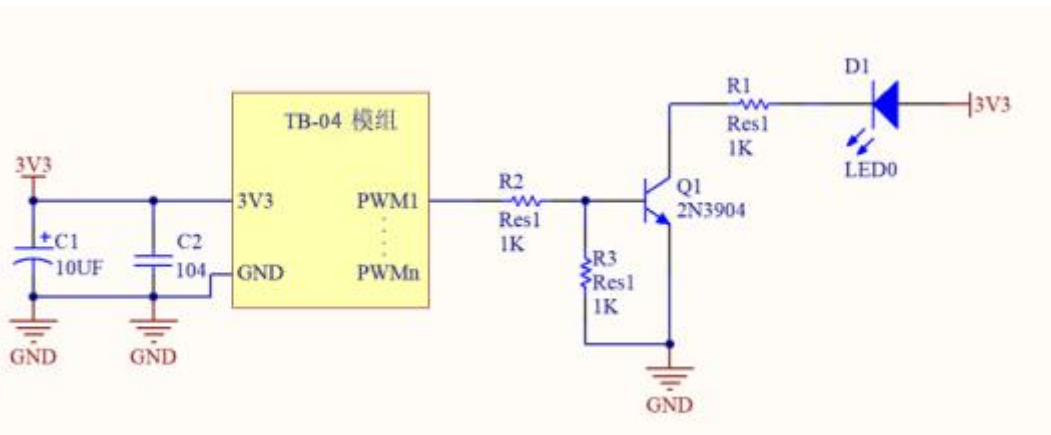 3V3
C1
10UF
C2
104
GND
GND
TB-04 模组
3V3
PWM1
GND
PWMn
R2
Res1
1K
R3
Res1
1K
Q1
2N3904
GND
R1
Res1
1K
D1
LED0
3V3